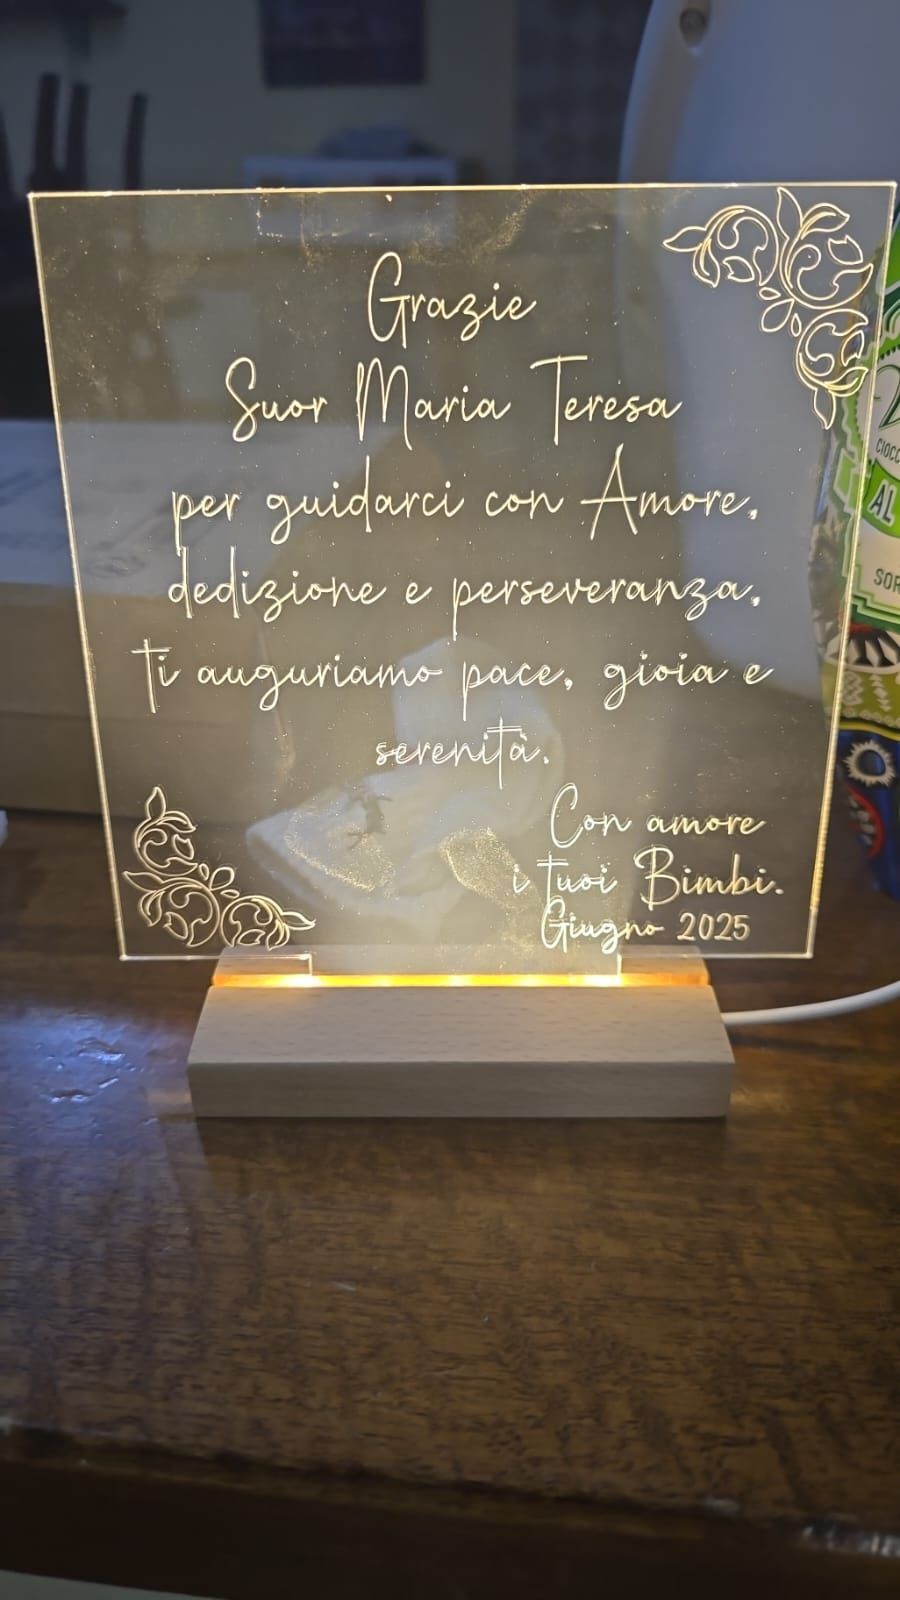 Grazie
Suor Maria Teresa
per guidarci con Amore,
dedizione e perseveranza,
ti auguriamo pace, gioia e
serenità.
Con amore
i tuoi Bimbi.
Giugno 2025
AL